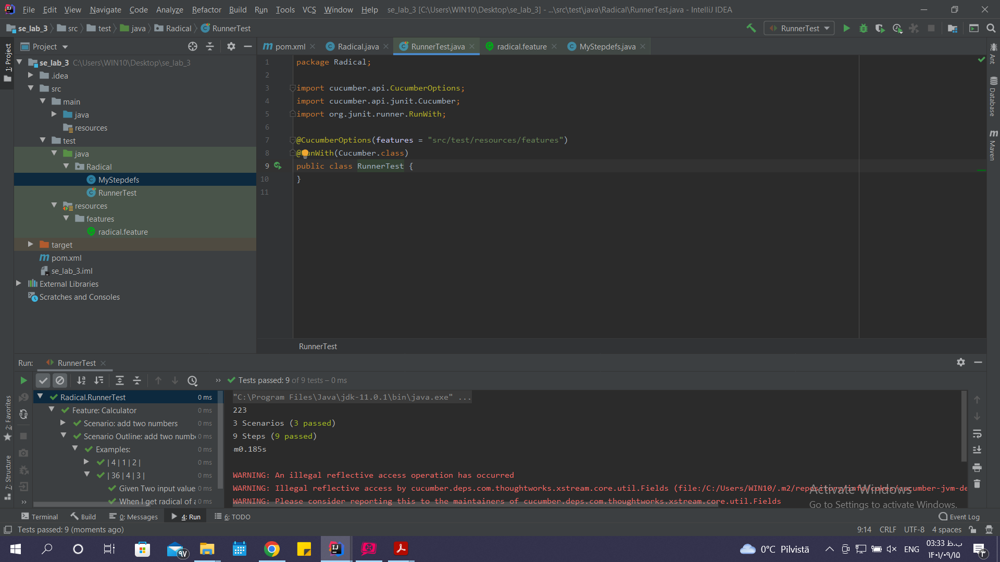 File Edit View Navigate Code Analyze Refactor Build Run Tools VCS Window Help se_lab_3 [C:\Users\WIN10\Desktop\se_lab_3] - ...\src\test\java\Radical\RunnerTest.java - IntelliJ IDEA
se_lab_3 src test java Radical RunnerTest
RunnerTest
1: Project
Project
pom.xml Radical.java RunnerTest.java radical.feature MyStepdefs.java
se_lab_3 C:\Users\WIN10\Desktop\se_lab_3
.idea
src
main
java
resources
test
java
Radical
MyStepdefs
RunnerTest
resources
features
radical.feature
target
pom.xml
se_lab_3.iml
External Libraries
Scratches and Consoles
1 package Radical;
2
3 import cucumber.api.CucumberOptions;
4 import cucumber.api.junit.Cucumber;
5 import org.junit.runner.RunWith;
6
7 @CucumberOptions(features = "src/test/resources/features")
8 @RunWith(Cucumber.class)
9 public class RunnerTest {
10 }
11
RunnerTest
Ant
Database
Maven
Run: RunnerTest
Tests passed: 9 of 9 tests – 0 ms
Radical.RunnerTest 0 ms
Feature: Calculator 0 ms
Scenario: add two numbers 0 ms
Scenario Outline: add two numb 0 ms
Examples: 0 ms
| 4 | 1 | 2 | 0 ms
| 36 | 4 | 3 | 0 ms
Given Two input value 0 ms
When I get radical of a 0 ms
"C:\Program Files\Java\jdk-11.0.1\bin\java.exe" ...
223
3 Scenarios (3 passed)
9 Steps (9 passed)
m0.185s
WARNING: An illegal reflective access operation has occurred
WARNING: Illegal reflective access by cucumber.deps.com.thoughtworks.xstream.core.util.Fields (file:/C:/Users/WIN10/.m2/repository/info/cukes/cucumber-jvm-de
WARNING: Please consider reporting this to the maintainers of cucumber.deps.com.thoughtworks.xstream.core.util.Fields
Activate Windows
Go to Settings to activate Windows.
2: Favorites
7: Structure
Terminal Build 0: Messages 4: Run 6: TODO Event Log
Tests passed: 9 (moments ago) 9:14 CRLF UTF-8 4 spaces
۹۷
0°C Pilvistä ENG 03:33 ب.ظ
۱۴۰۱/۰۹/۱۵
۳